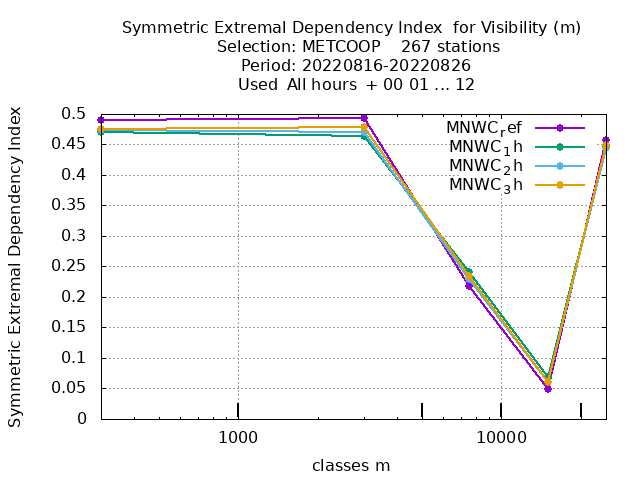 Symmetric Extremal Dependency Index  for Visibility (m)
Selection: METCOOP    267 stations
Period: 20220816-20220826
Used  All hours  + 00 01 ... 12
Symmetric Extremal Dependency Index
0.5
0.45
0.4
0.35
0.3
0.25
0.2
0.15
0.1
0.05
0
MNWC_ref
MNWC_1h
MNWC_2h
MNWC_3h
1000
10000
classes m